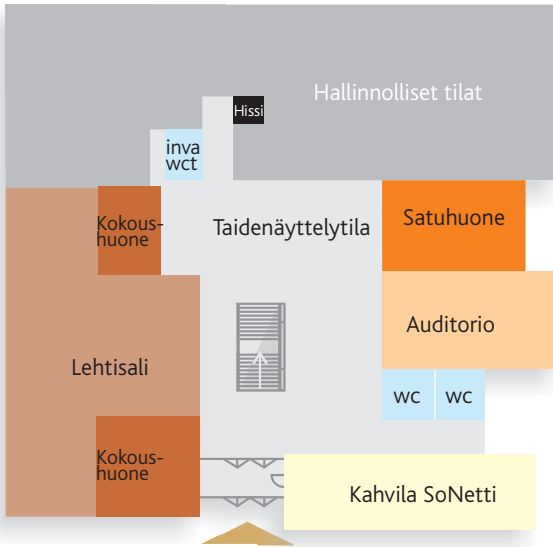 Hallinnolliset tilat
Hissi
inva
wct
Kokous-
huone
Taidenäyttelytila
Satuhuone
Auditorio
Lehtisali
wc
wc
Kokous-
huone
Kahvila SoNetti